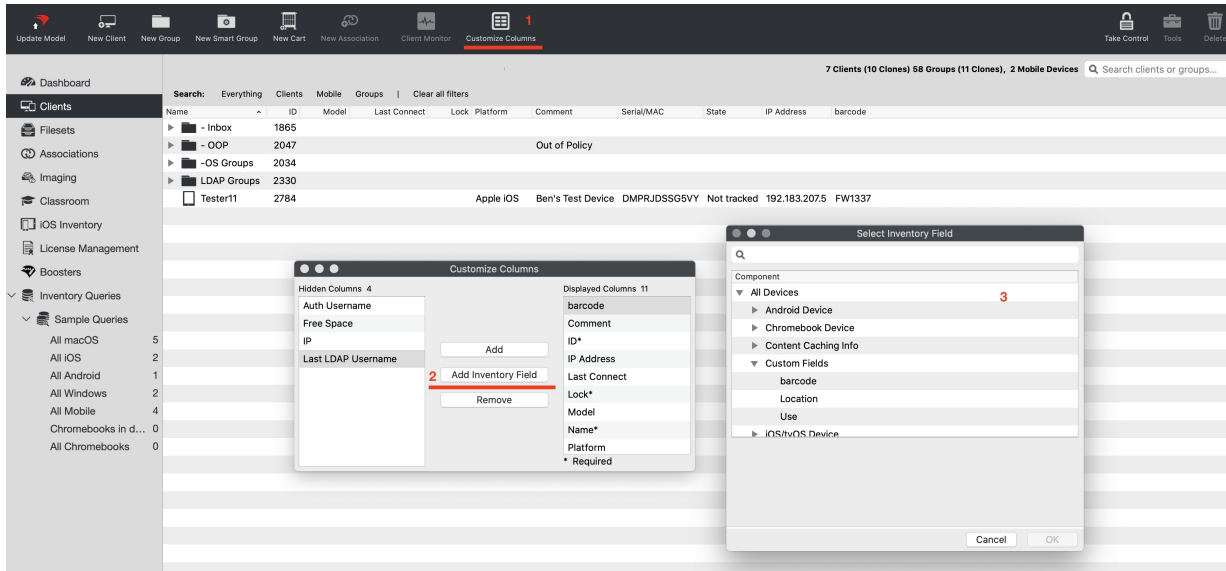 Update Model New Client New Group New Smart Group New Cart New Association Client Monitor Customize Columns 1 Take Control Tools Delete
7 Clients (10 Clones) 58 Groups (11 Clones), 2 Mobile Devices Search clients or groups...
Dashboard
Clients
Filesets
Associations
Imaging
Classroom
iOS Inventory
License Management
Boosters
Inventory Queries
Sample Queries
All macOS 5
All iOS 2
All Android 1
All Windows 2
All Mobile 4
Chromebooks in d... 0
All Chromebooks 0
Search: Everything Clients Mobile Groups | Clear all filters
Name ID Model Last Connect Lock Platform Comment Serial/MAC State IP Address barcode
- Inbox 1865
- OOP 2047 Out of Policy
-OS Groups 2034
LDAP Groups 2330
Tester11 2784 Apple iOS Ben's Test Device DMPRJDSSG5VY Not tracked 192.183.207.5 FW1337
Customize Columns
Hidden Columns 4
Auth Username
Free Space
IP
Last LDAP Username
Add
2 Add Inventory Field
Remove
Displayed Columns 11
barcode
Comment
ID*
IP Address
Last Connect
Lock*
Model
Name*
Platform
* Required
Select Inventory Field
Component
All Devices
3
Android Device
Chromebook Device
Content Caching Info
Custom Fields
barcode
Location
Use
iOS/tvOS Device
Cancel OK